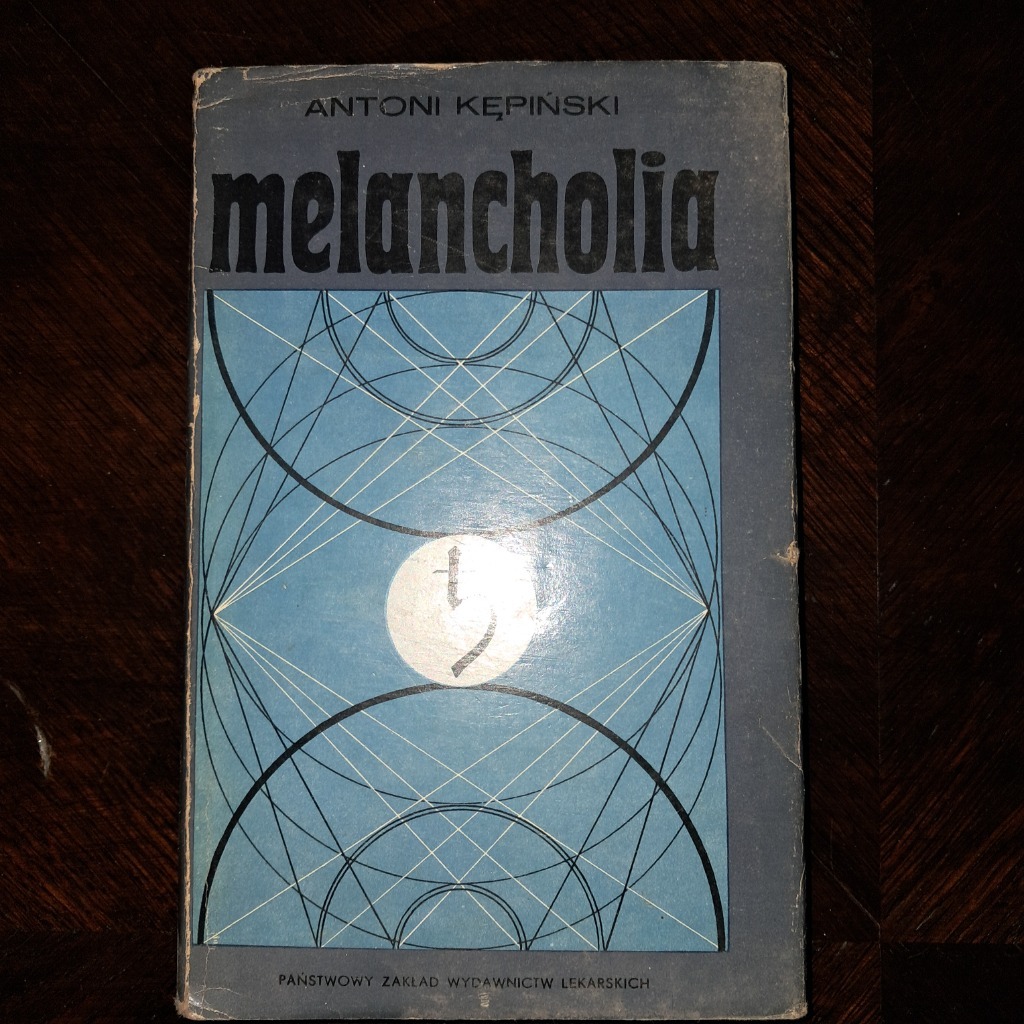 ANTONI KĘPIŃSKI
melancholia
♄
PAŃSTWOWY ZAKŁAD WYDAWNICTW LEKARSKICH